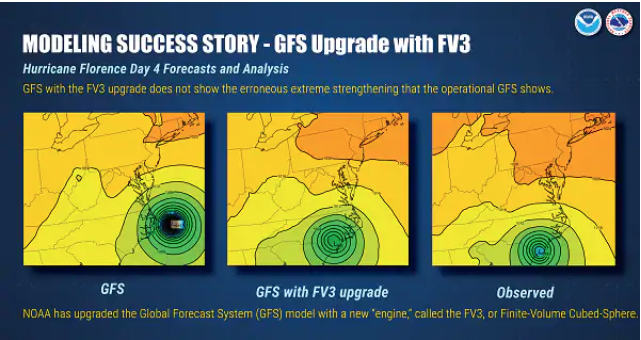 MODELING SUCCESS STORY - GFS Upgrade with FV3
Hurricane Florence Day 4 Forecasts and Analysis
GFS with the FV3 upgrade does not show the erroneous extreme strengthening that the operational GFS shows.
GFS
GFS with FV3 upgrade
Observed
NOAA has upgraded the Global Forecast System (GFS) model with a new "engine," called the FV3, or Finite-Volume Cubed-Sphere.